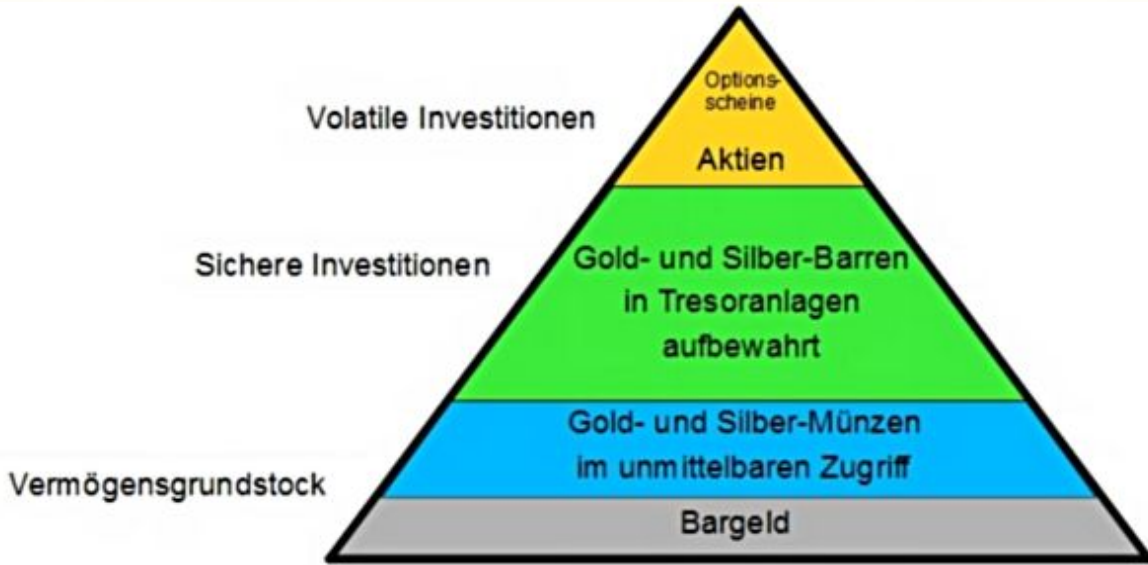 Options-
scheine
Volatile Investitionen
Aktien
Sichere Investitionen
Gold- und Silber-Barren
in Tresoranlagen
aufbewahrt
Gold- und Silber-Münzen
im unmittelbaren Zugriff
Vermögensgrundstock
Bargeld